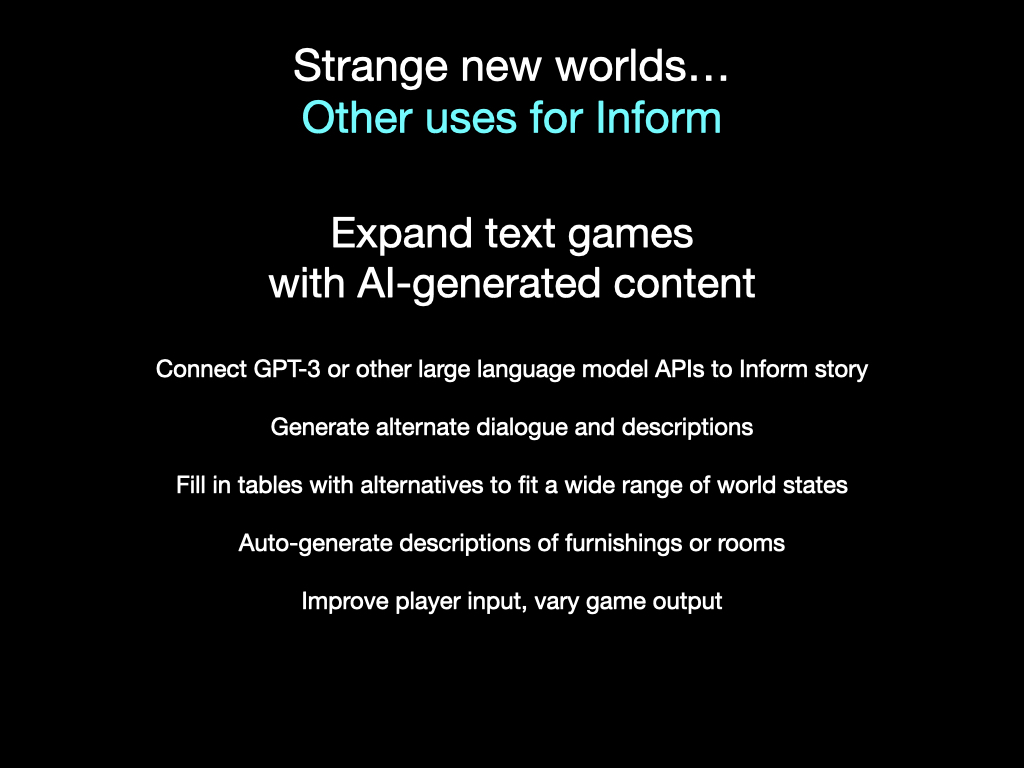 Strange new worlds…
Other uses for Inform
Expand text games
with AI-generated content
Connect GPT-3 or other large language model APIs to Inform story
Generate alternate dialogue and descriptions
Fill in tables with alternatives to fit a wide range of world states
Auto-generate descriptions of furnishings or rooms
Improve player input, vary game output